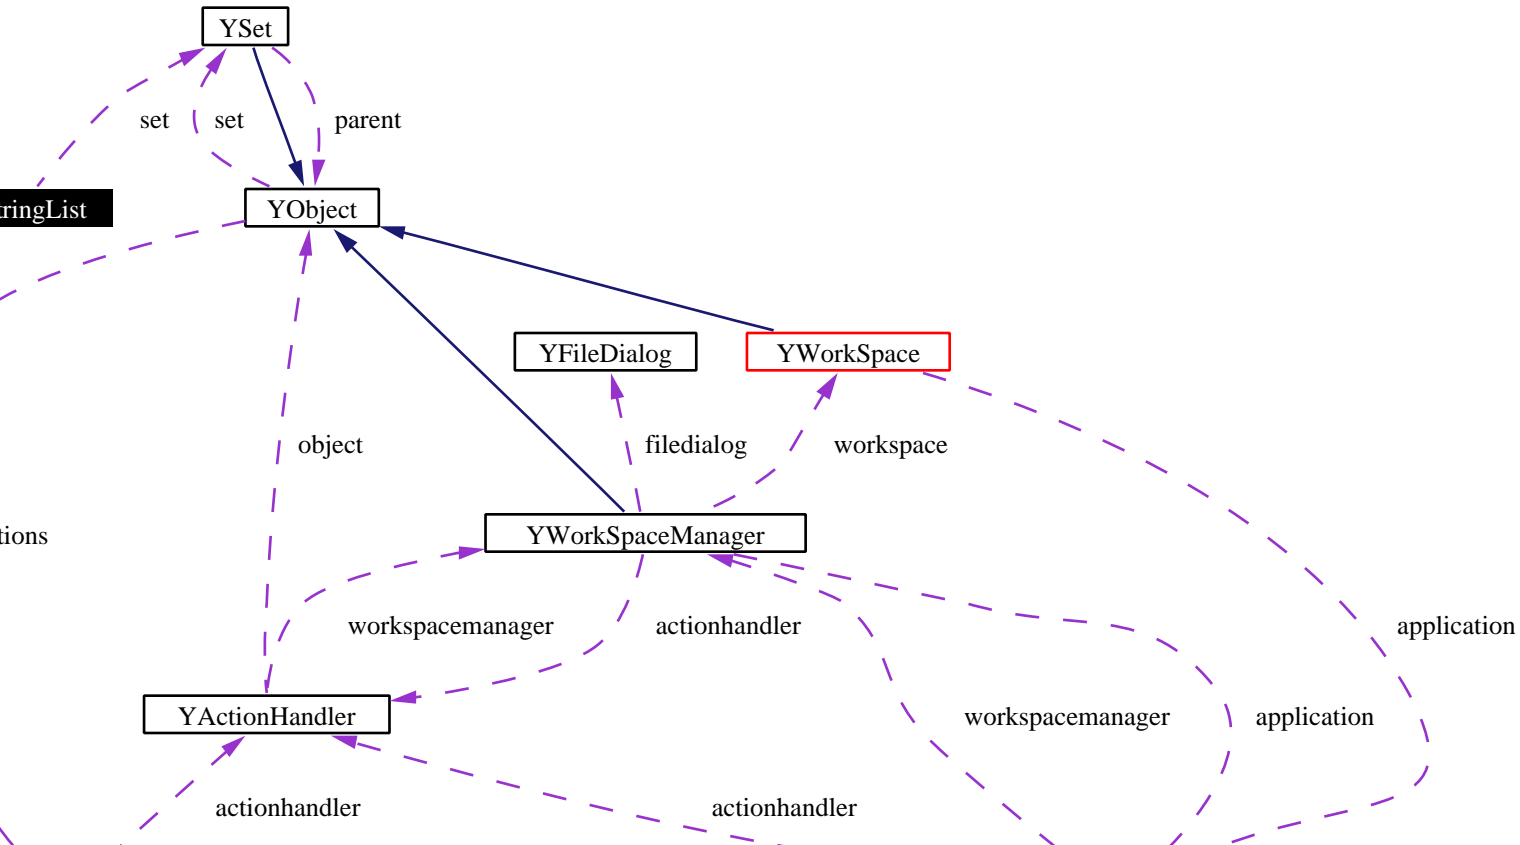 YSet
set
set
parent
tringList
YObject
YFileDialog
YWorkSpace
object
filedialog
workspace
tions
YWorkSpaceManager
workspacemanager
actionhandler
application
YActionHandler
workspacemanager
application
actionhandler
actionhandler